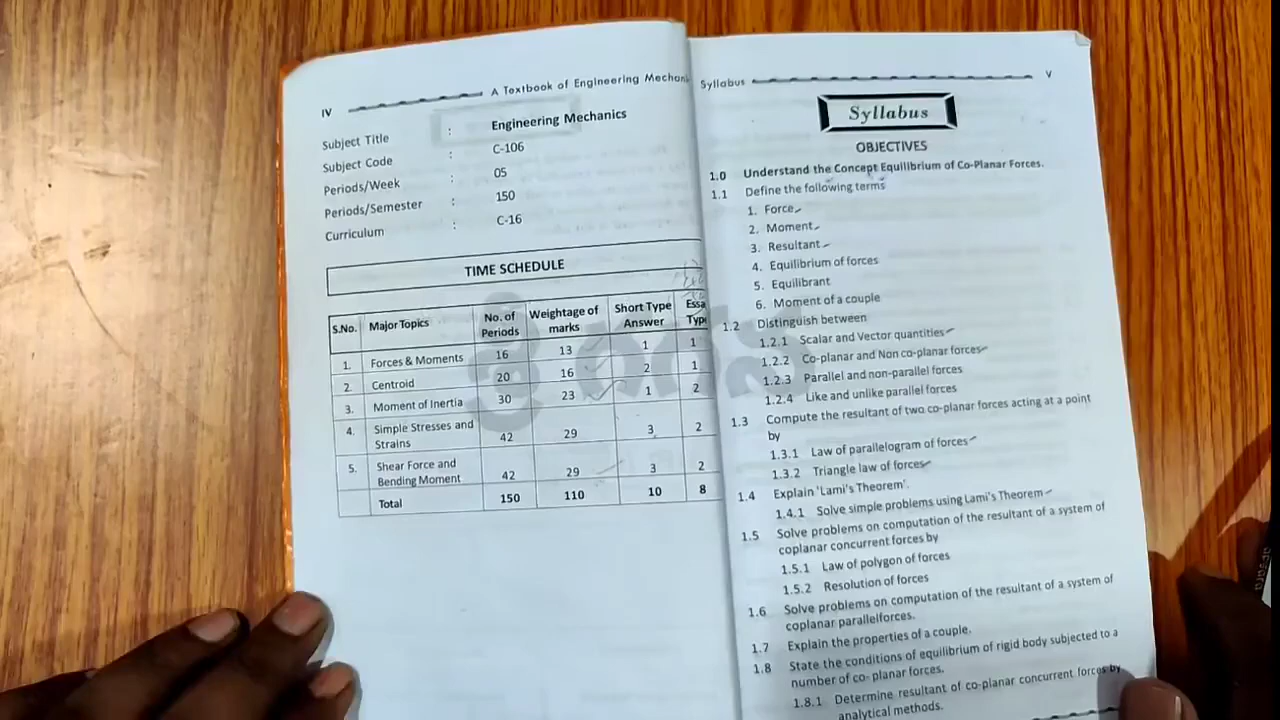 IV A Textbook of Engineering Mechani
Subject Title : Engineering Mechanics
Subject Code : C-106
Periods/Week : 05
Periods/Semester : 150
Curriculum : C-16
TIME SCHEDULE
S.No. Major Topics No. of Periods Weightage of marks Short Type Answer Essa Type
1. Forces & Moments 16 13 1 1
2. Centroid 20 16 2 1
3. Moment of Inertia 30 23 1 2
4. Simple Stresses and Strains 42 29 3 2
5. Shear Force and Bending Moment 42 29 3 2
Total 150 110 10 8
Syllabus V
Syllabus
OBJECTIVES
1.0 Understand the Concept Equilibrium of Co-Planar Forces.
1.1 Define the following terms
1. Force
2. Moment
3. Resultant
4. Equilibrium of forces
5. Equilibrant
6. Moment of a couple
1.2 Distinguish between
1.2.1 Scalar and Vector quantities
1.2.2 Co-planar and Non co-planar forces
1.2.3 Parallel and non-parallel forces
1.2.4 Like and unlike parallel forces
1.3 Compute the resultant of two co-planar forces acting at a point
by
1.3.1 Law of parallelogram of forces
1.3.2 Triangle law of forces
1.4 Explain 'Lami's Theorem'.
1.4.1 Solve simple problems using Lami's Theorem
1.5 Solve problems on computation of the resultant of a system of
coplanar concurrent forces by
1.5.1 Law of polygon of forces
1.5.2 Resolution of forces
1.6 Solve problems on computation of the resultant of a system of
coplanar parallelforces.
1.7 Explain the properties of a couple.
1.8 State the conditions of equilibrium of rigid body subjected to a
number of co- planar forces.
1.8.1 Determine resultant of co-planar concurrent forces by
analytical methods.